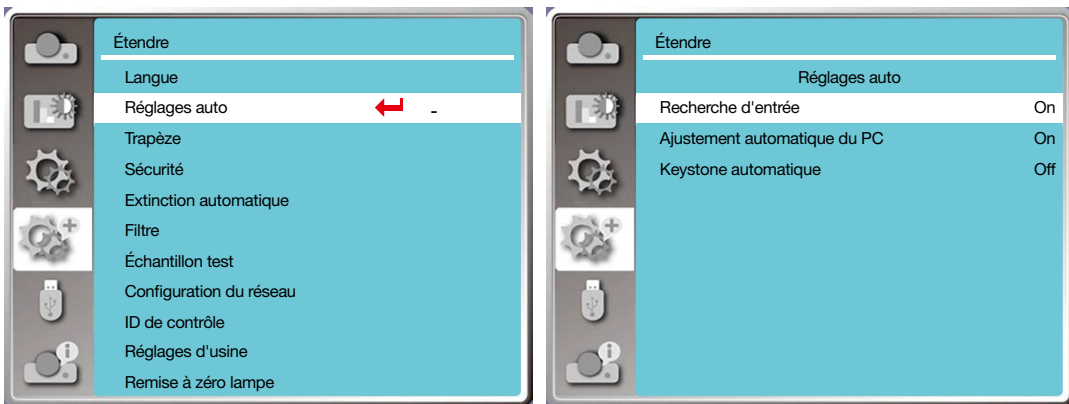 Étendre
Langue
Réglages auto -
Trapèze
Sécurité
Extinction automatique
Filtre
Échantillon test
Configuration du réseau
ID de contrôle
Réglages d'usine
Remise à zéro lampe
Étendre
Réglages auto
Recherche d'entrée On
Ajustement automatique du PC On
Keystone automatique Off